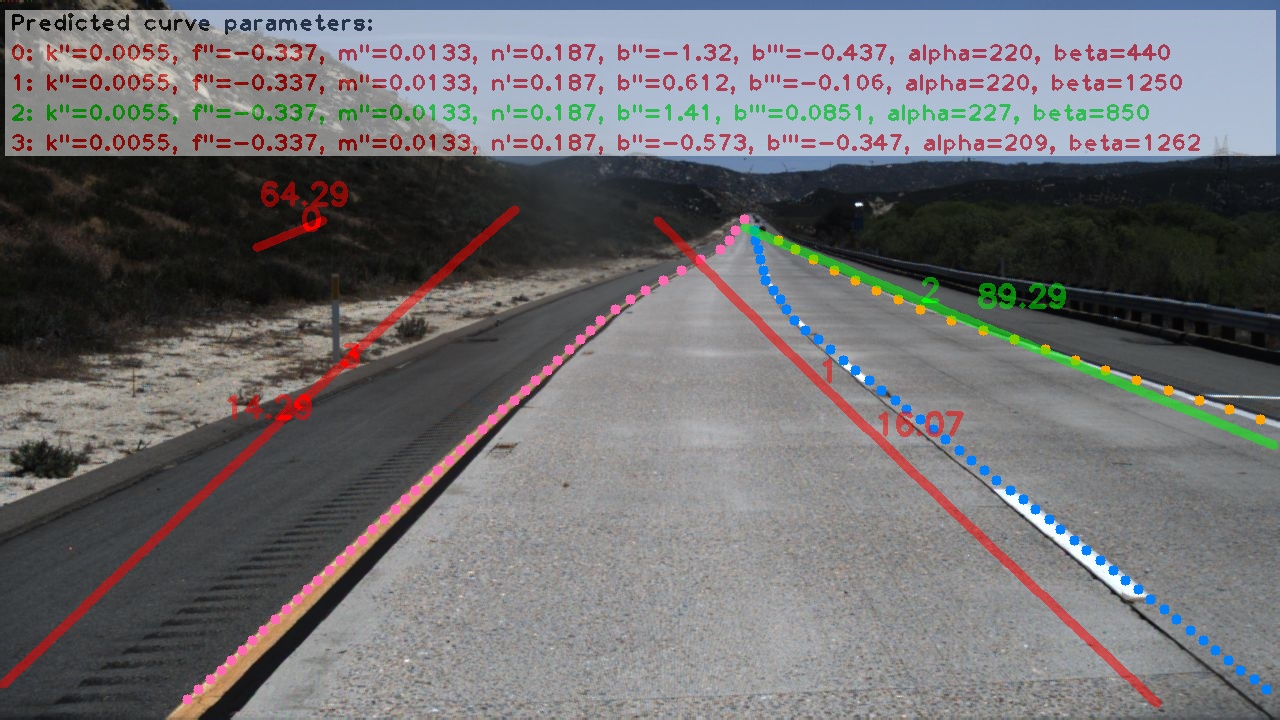 Predicted curve parameters:
0: k"=0.0055, f"=-0.337, m"=0.0133, n'=0.187, b"=-1.32, b'"=-0.437, alpha=220, beta=440
1: k"=0.0055, f"=-0.337, m"=0.0133, n'=0.187, b"=0.612, b'"=-0.106, alpha=220, beta=1250
2: k"=0.0055, f"=-0.337, m"=0.0133, n'=0.187, b"=1.41, b'"=0.0851, alpha=227, beta=850
3: k"=0.0055, f"=-0.337, m"=0.0133, n'=0.187, b"=-0.573, b'"=-0.347, alpha=209, beta=1262
64.29
0
2 89.29
3
1
14.29
16.07